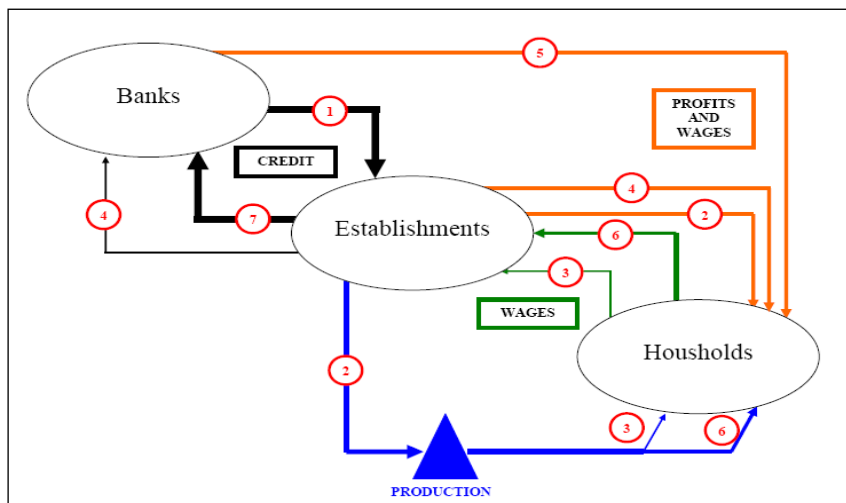 5
Banks
PROFITS
AND
WAGES
1
CREDIT
4
4
7
2
Establishments
6
3
WAGES
Housholds
2
3
6
PRODUCTION